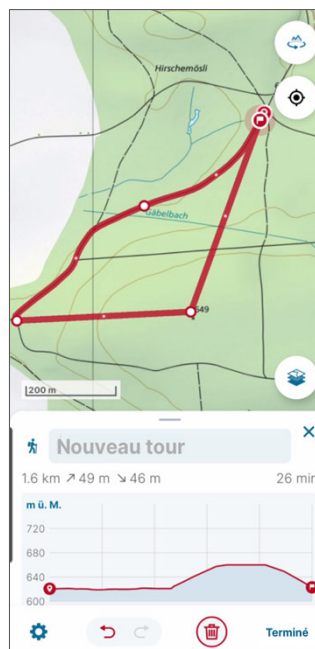 Hirschemösli
Gäbelbach
649
200 m
Nouveau tour
1.6 km ↗ 49 m ↘ 46 m 26 min
m ü. M.
720
680
640
600
Terminé